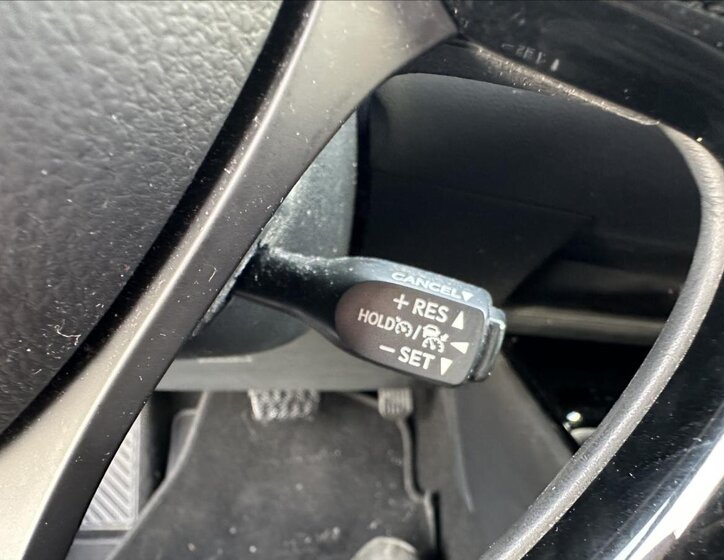 CANCEL
+ RES
HOLD /
− SET